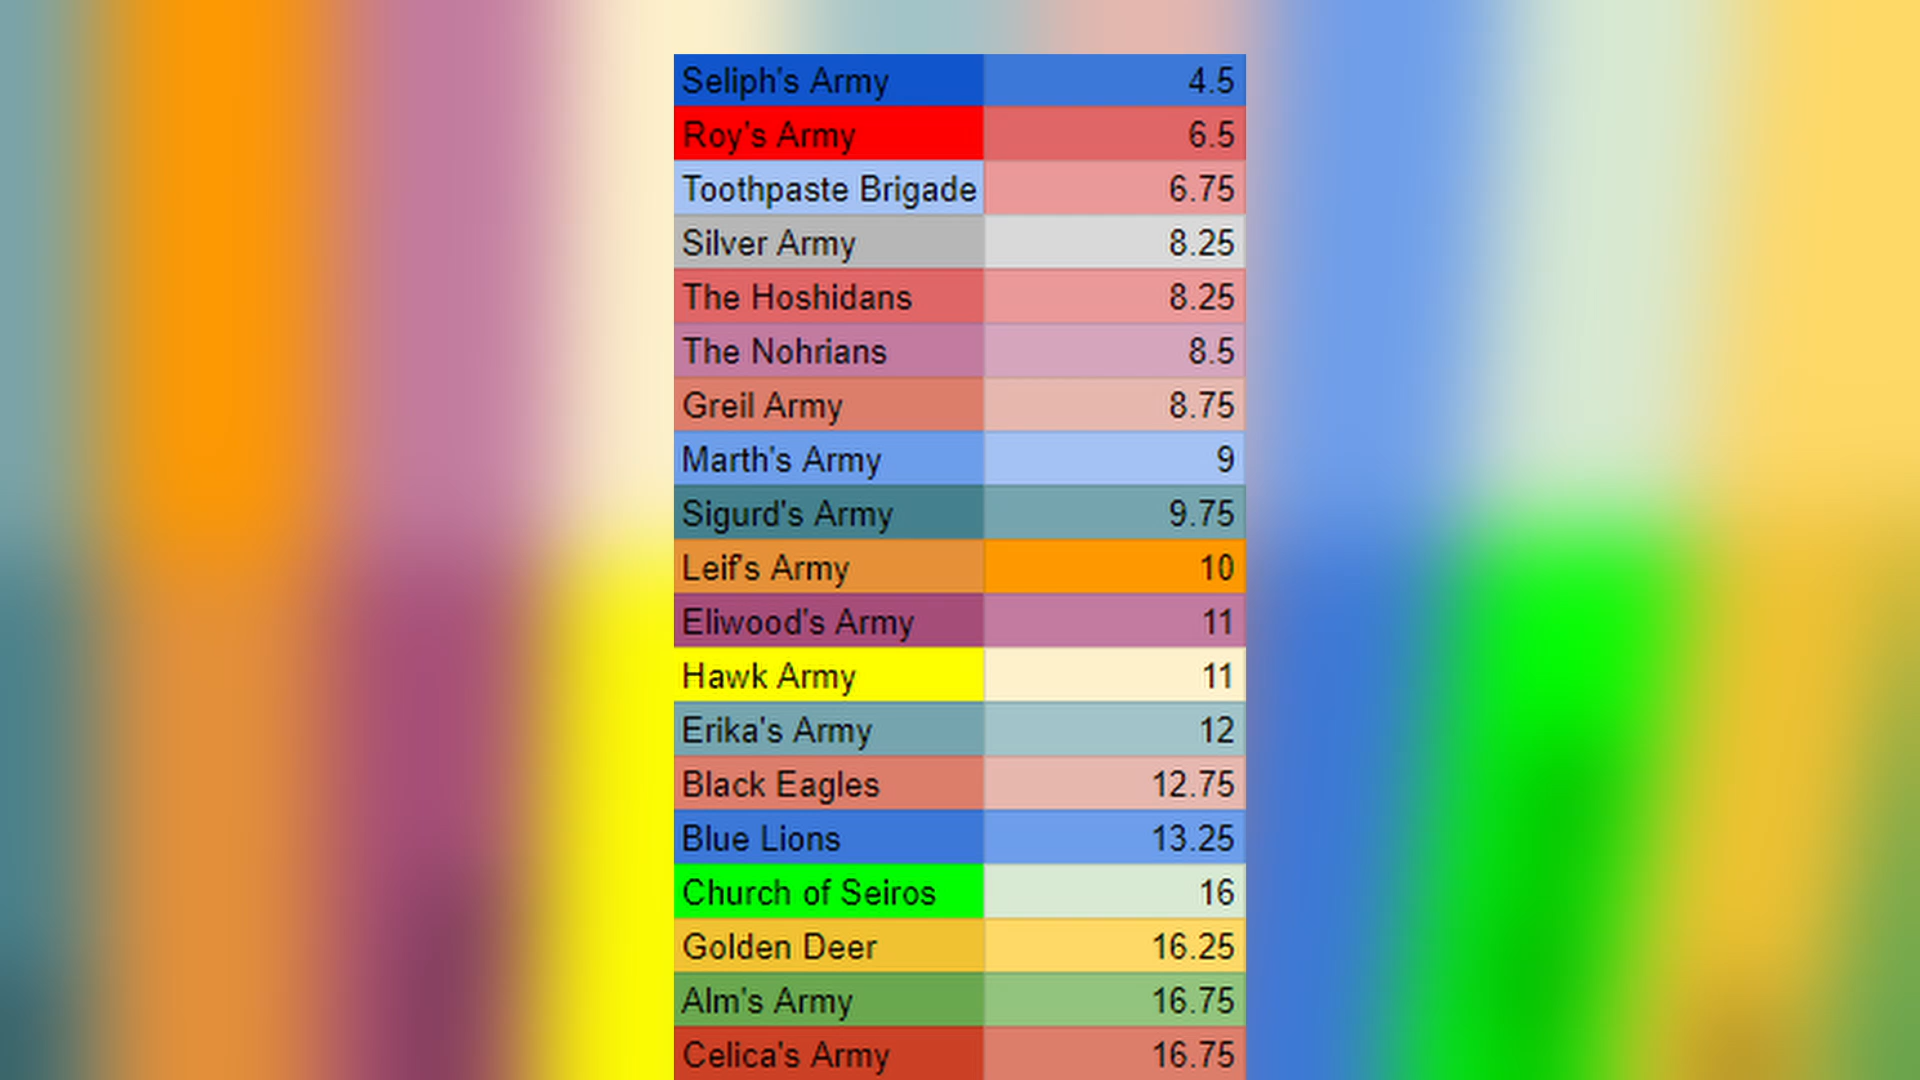 Seliph's Army 4.5
Roy's Army 6.5
Toothpaste Brigade 6.75
Silver Army 8.25
The Hoshidans 8.25
The Nohrians 8.5
Greil Army 8.75
Marth's Army 9
Sigurd's Army 9.75
Leif's Army 10
Eliwood's Army 11
Hawk Army 11
Erika's Army 12
Black Eagles 12.75
Blue Lions 13.25
Church of Seiros 16
Golden Deer 16.25
Alm's Army 16.75
Celica's Army 16.75